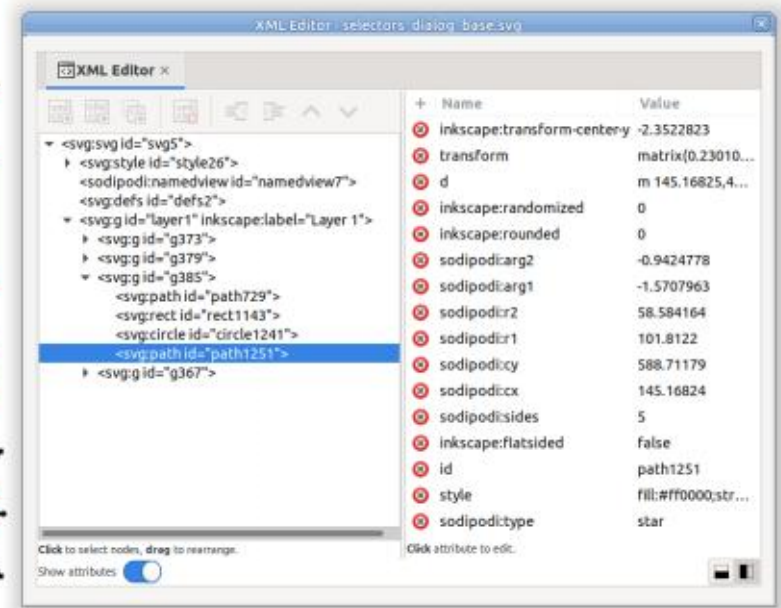 XML Editor selectors_dialog_base.svg
XML Editor ×
<svg:svg id="svg5">
<svg:style id="style26">
<sodipodi:namedview id="namedview7">
<svg:defs id="defs2">
<svg:g id="layer1" inkscape:label="Layer 1">
<svg:g id="g373">
<svg:g id="g379">
<svg:g id="g385">
<svg:path id="path729">
<svg:rect id="rect1143">
<svg:circle id="circle1241">
<svg:path id="path1251">
<svg:g id="g367">
Click to select nodes, drag to rearrange.
Show attributes
+ Name Value
inkscape:transform-center-y -2.3522823
transform matrix(0.23010...
d m 145.16825,4...
inkscape:randomized 0
inkscape:rounded 0
sodipodi:arg2 -0.9424778
sodipodi:arg1 -1.5707963
sodipodi:r2 58.584164
sodipodi:r1 101.8122
sodipodi:cy 588.71179
sodipodi:cx 145.16824
sodipodi:sides 5
inkscape:flatsided false
id path1251
style fill:#ff0000;str...
sodipodi:type star
Click attribute to edit.